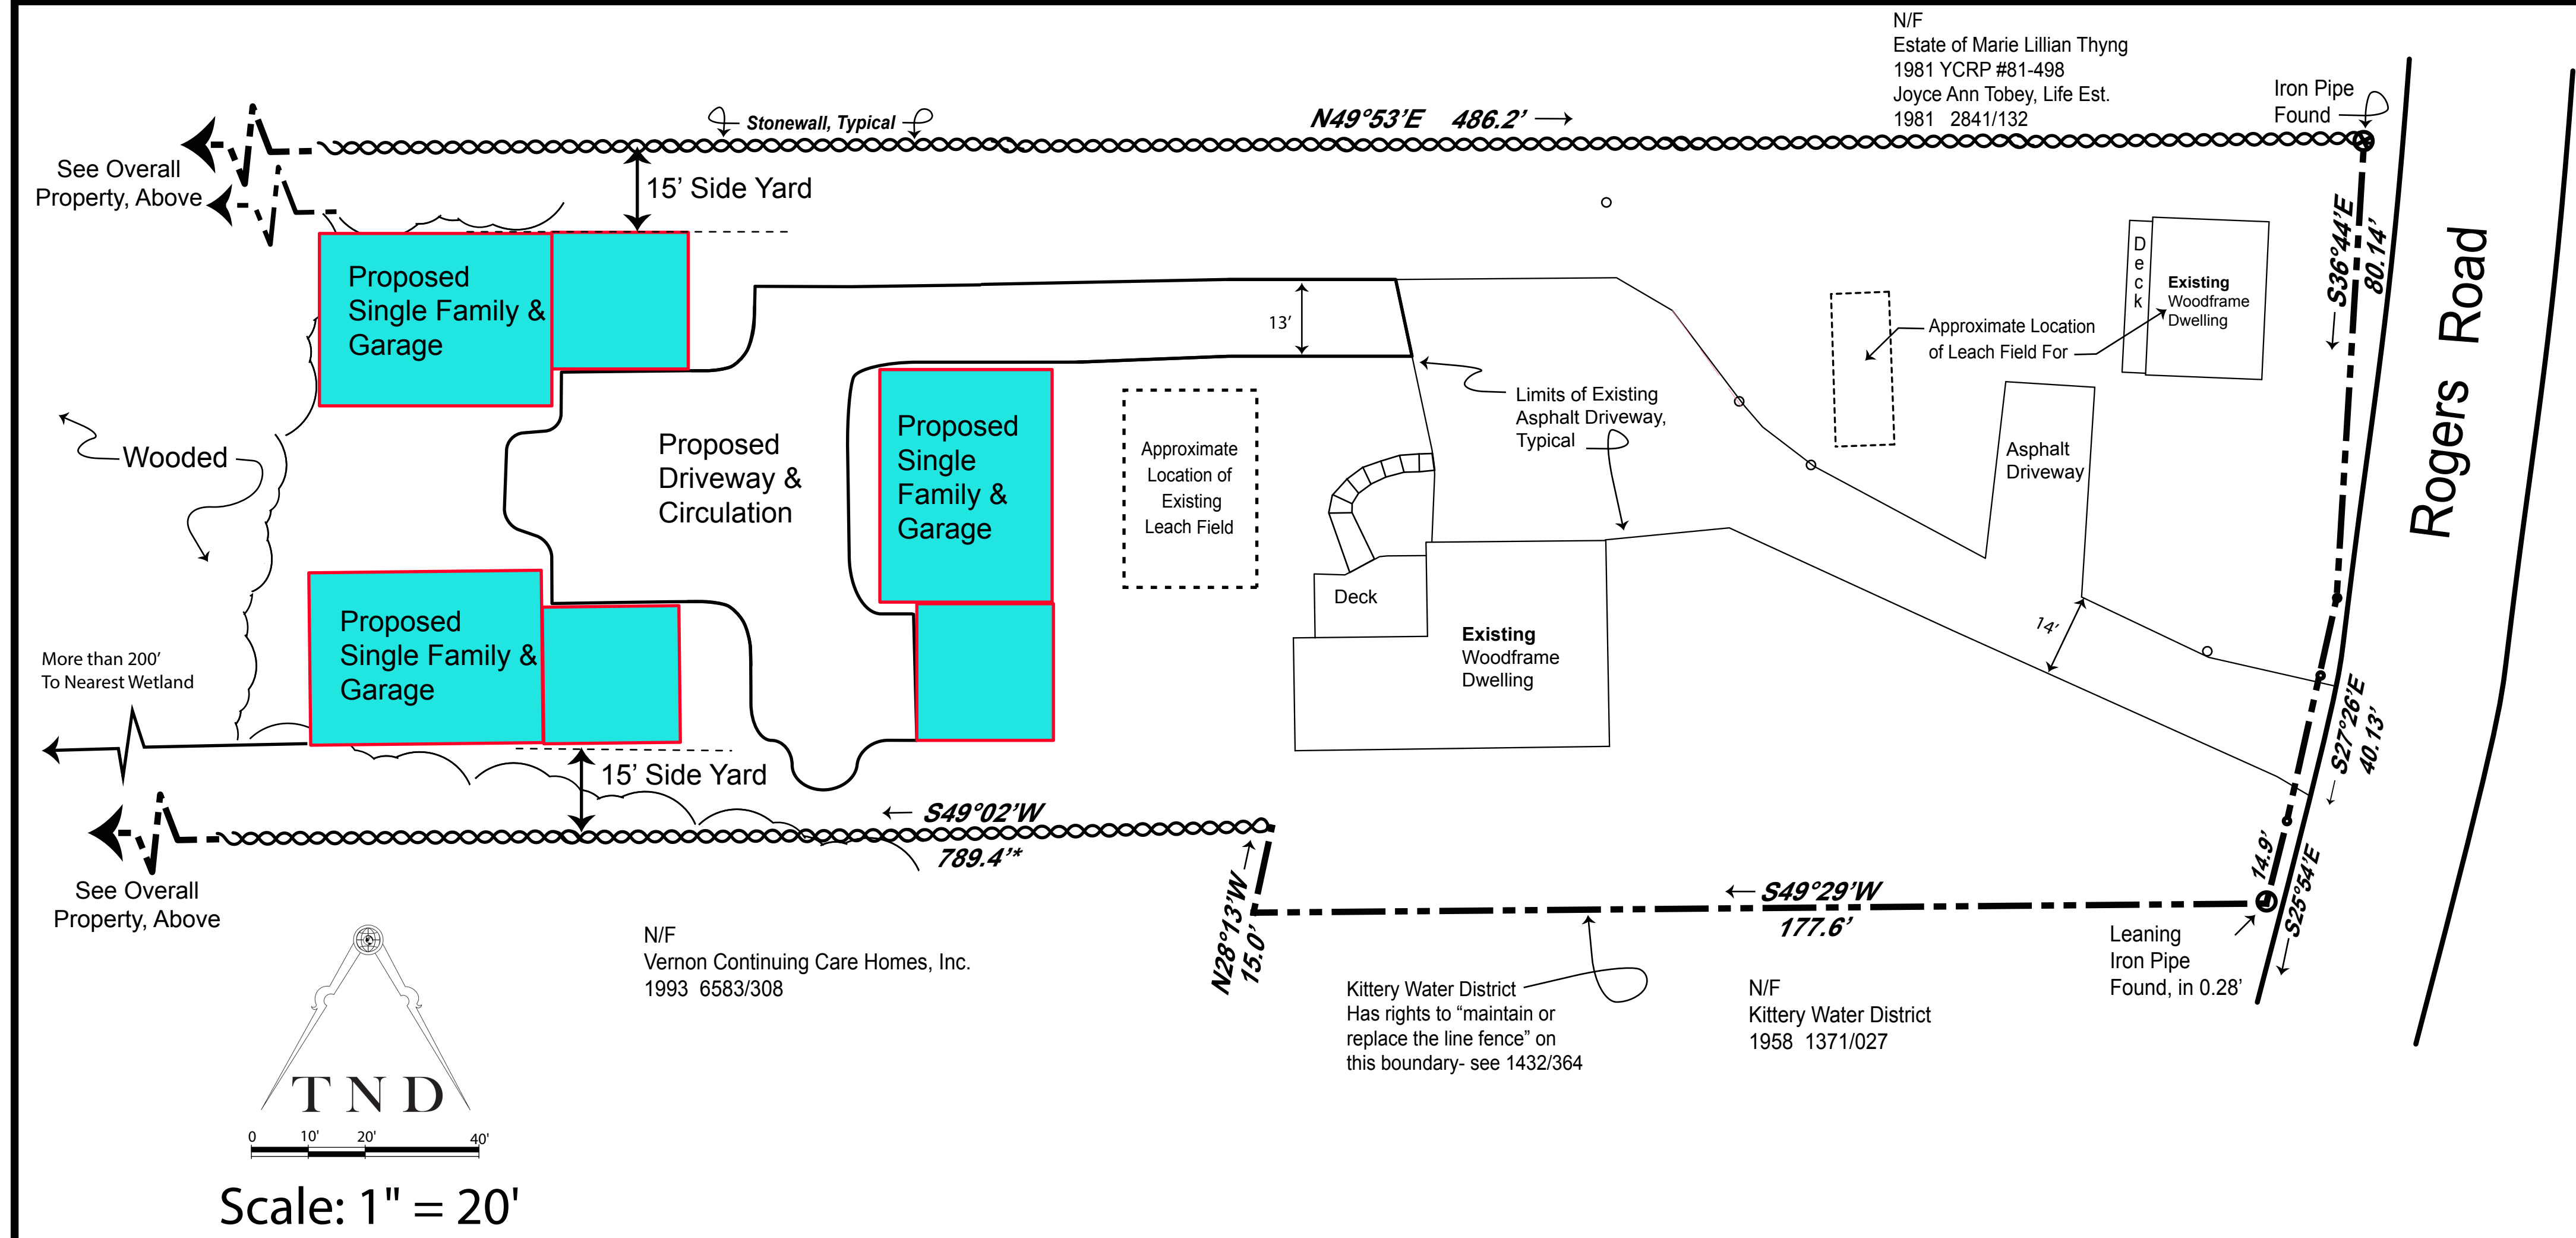 N/F
Estate of Marie Lillian Thyng
1981 YCRP #81-498
Joyce Ann Tobey, Life Est.
1981 2841/132
Iron Pipe
Found
N49°53’E 486.2’
Stonewall, Typical
See Overall
Property, Above
15’ Side Yard
S36°44’E
80.14’
Rogers Road
Deck
Existing
Woodframe
Dwelling
Proposed
Single Family &
Garage
13’
Approximate Location
of Leach Field For
Limits of Existing
Asphalt Driveway,
Typical
Proposed
Single
Family &
Garage
Approximate
Location of
Existing
Leach Field
Proposed
Driveway &
Circulation
Asphalt
Driveway
Wooded
Deck
Existing
Woodframe
Dwelling
14’
Proposed
Single Family &
Garage
More than 200’
To Nearest Wetland
S27°26’E
40.13’
15’ Side Yard
S49°02’W
789.4’*
See Overall
Property, Above
N28°13’W
15.0’
S49°29’W
177.6’
14.9’
S25°54’E
Leaning
Iron Pipe
Found, in 0.28’
N/F
Vernon Continuing Care Homes, Inc.
1993 6583/308
Kittery Water District
Has rights to “maintain or
replace the line fence” on
this boundary- see 1432/364
N/F
Kittery Water District
1958 1371/027
TND
0 10' 20' 40'
Scale: 1" = 20'